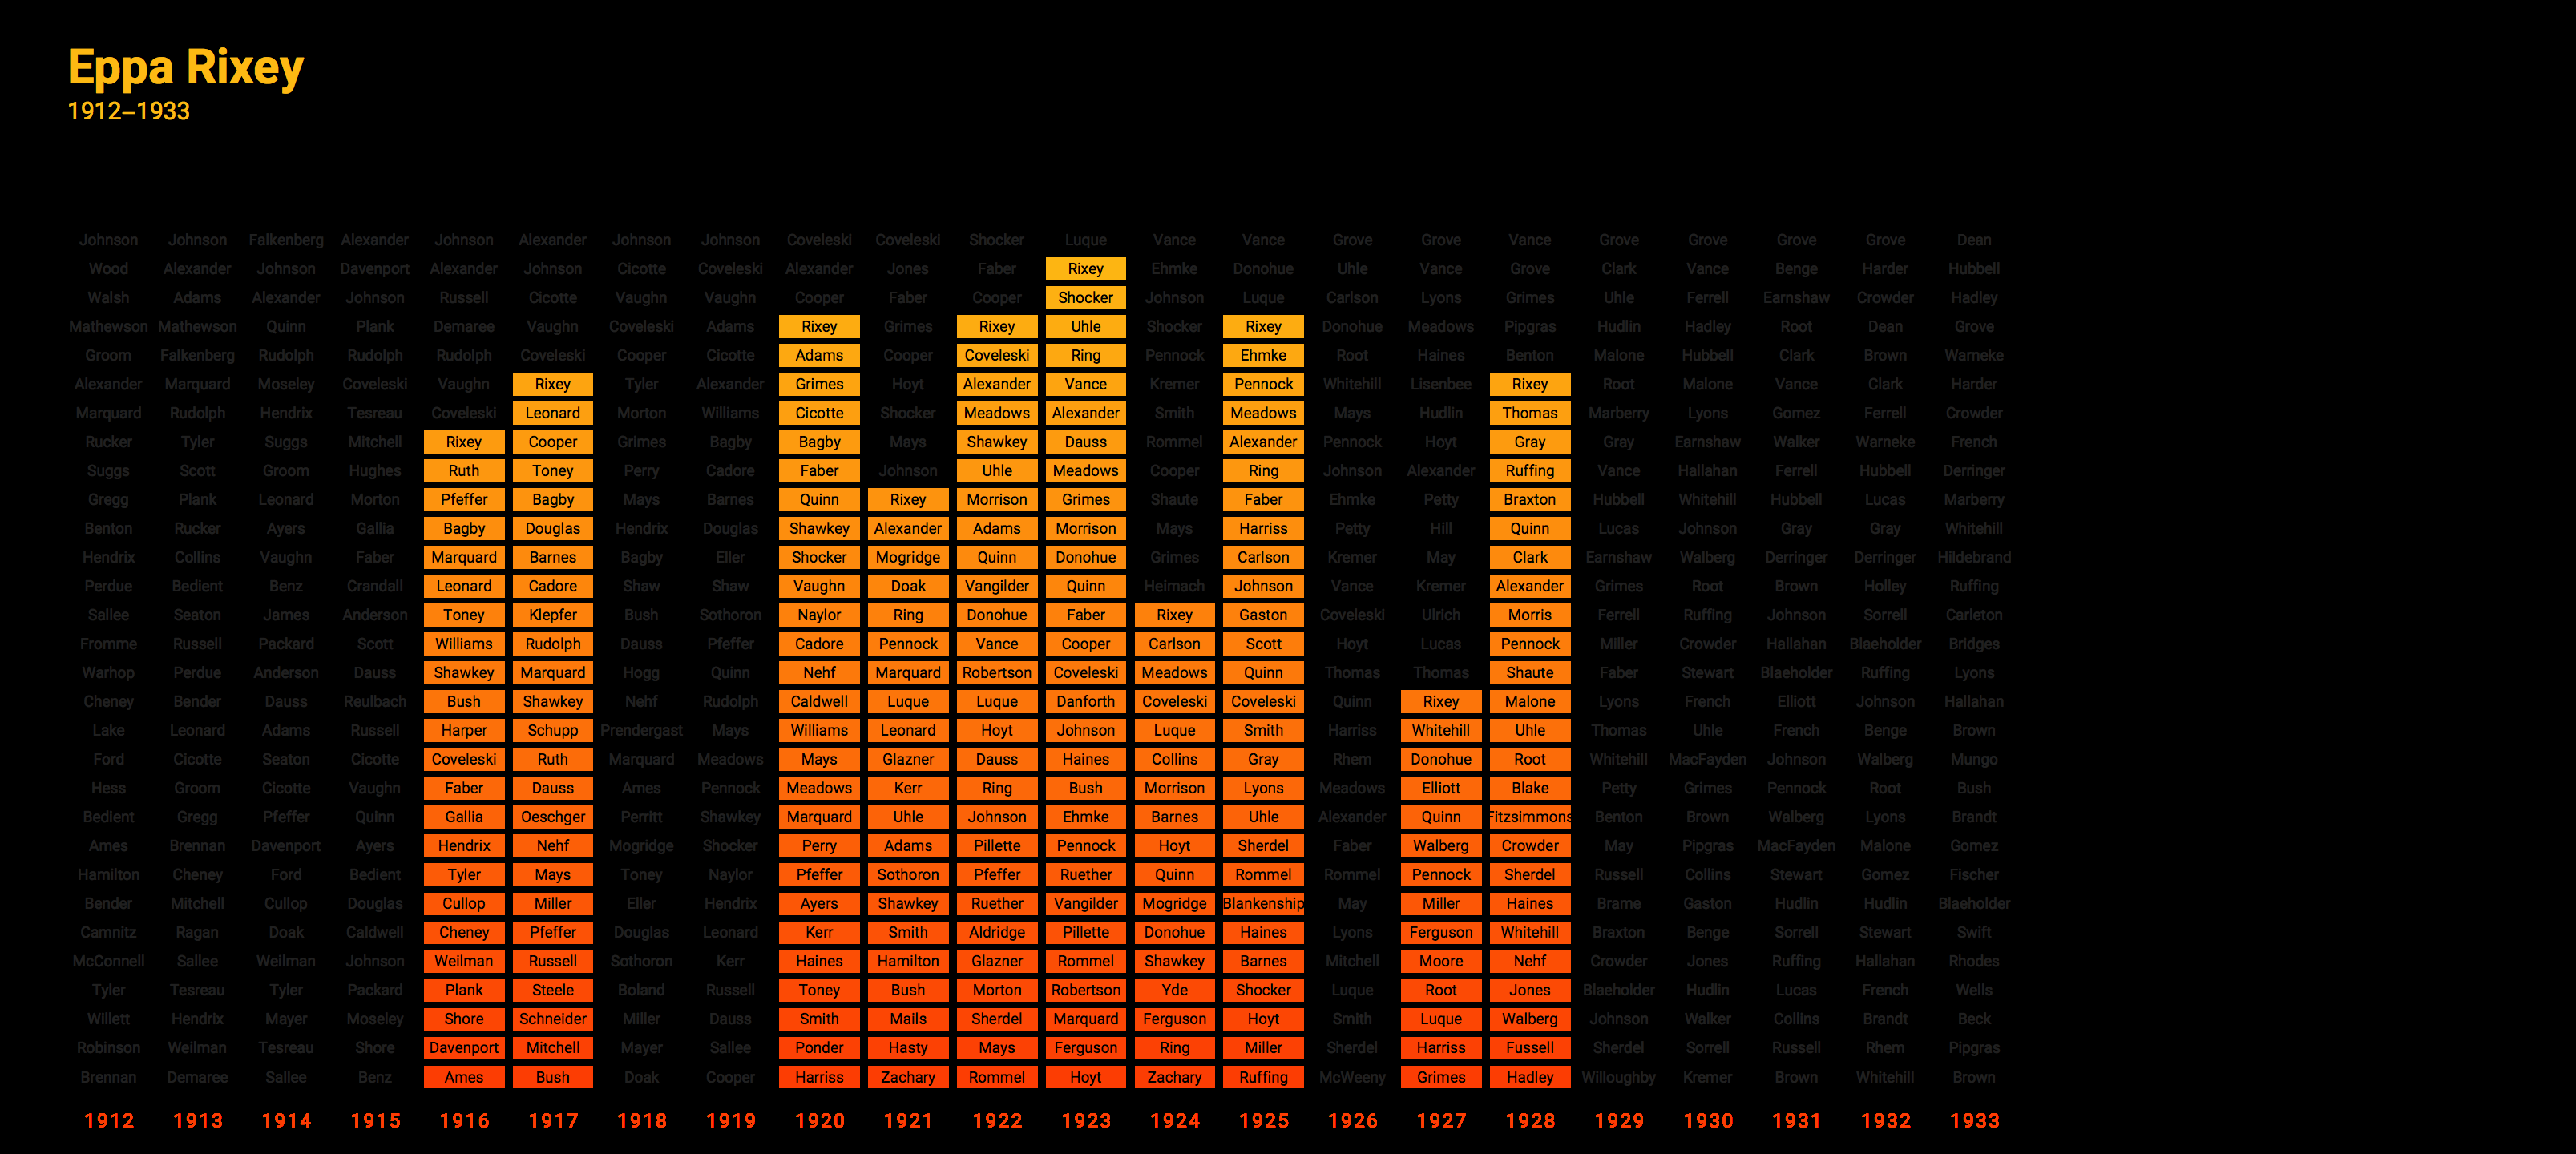 Eppa Rixey
1912–1933
Johnson Johnson Falkenberg Alexander Johnson Alexander Johnson Johnson Coveleski Coveleski Shocker Luque Vance Vance Grove Grove Vance Grove Grove Grove Grove Dean
Wood Alexander Johnson Davenport Alexander Johnson Cicotte Coveleski Alexander Jones Faber Rixey Ehmke Donohue Uhle Vance Grove Clark Vance Benge Harder Hubbell
Walsh Adams Alexander Johnson Russell Cicotte Vaughn Vaughn Cooper Faber Cooper Shocker Johnson Luque Carlson Lyons Grimes Uhle Ferrell Earnshaw Crowder Hadley
Mathewson Mathewson Quinn Plank Demaree Vaughn Coveleski Adams Rixey Grimes Rixey Uhle Shocker Rixey Donohue Meadows Pipgras Hudlin Hadley Root Dean Grove
Groom Falkenberg Rudolph Rudolph Rudolph Coveleski Cooper Cicotte Adams Cooper Coveleski Ring Pennock Ehmke Root Haines Benton Malone Hubbell Clark Brown Warneke
Alexander Marquard Moseley Coveleski Vaughn Rixey Tyler Alexander Grimes Hoyt Alexander Vance Kremer Pennock Whitehill Lisenbee Rixey Root Malone Vance Clark Harder
Marquard Rudolph Hendrix Tesreau Coveleski Leonard Morton Williams Cicotte Shocker Meadows Alexander Smith Meadows Mays Hudlin Thomas Marberry Lyons Gomez Ferrell Crowder
Rucker Tyler Suggs Mitchell Rixey Cooper Grimes Bagby Bagby Mays Shawkey Dauss Rommel Alexander Pennock Hoyt Gray Gray Earnshaw Walker Warneke French
Suggs Scott Groom Hughes Ruth Toney Perry Cadore Faber Johnson Uhle Meadows Cooper Ring Johnson Alexander Ruffing Vance Hallahan Ferrell Hubbell Derringer
Gregg Plank Leonard Morton Pfeffer Bagby Mays Barnes Quinn Rixey Morrison Grimes Shaute Faber Ehmke Petty Braxton Hubbell Whitehill Hubbell Lucas Marberry
Benton Rucker Ayers Gallia Bagby Douglas Hendrix Douglas Shawkey Alexander Adams Morrison Mays Harriss Petty Hill Quinn Lucas Johnson Gray Gray Whitehill
Hendrix Collins Vaughn Faber Marquard Barnes Bagby Eller Shocker Mogridge Quinn Donohue Grimes Carlson Kremer May Clark Earnshaw Walberg Derringer Derringer Hildebrand
Perdue Bedient Benz Crandall Leonard Cadore Shaw Shaw Vaughn Doak Vangilder Quinn Heimach Johnson Vance Kremer Alexander Grimes Root Brown Holley Ruffing
Sallee Seaton James Anderson Toney Klepfer Bush Sothoron Naylor Ring Donohue Faber Rixey Gaston Coveleski Ulrich Morris Ferrell Ruffing Johnson Sorrell Carleton
Fromme Russell Packard Scott Williams Rudolph Dauss Pfeffer Cadore Pennock Vance Cooper Carlson Scott Hoyt Lucas Pennock Miller Crowder Hallahan Blaeholder Bridges
Warhop Perdue Anderson Dauss Shawkey Marquard Hogg Quinn Nehf Marquard Robertson Coveleski Meadows Quinn Thomas Thomas Shaute Faber Stewart Blaeholder Ruffing Lyons
Cheney Bender Dauss Reulbach Bush Shawkey Nehf Rudolph Caldwell Luque Luque Danforth Coveleski Coveleski Quinn Rixey Malone Lyons French Elliott Johnson Hallahan
Lake Leonard Adams Russell Harper Schupp Prendergast Mays Williams Leonard Hoyt Johnson Luque Smith Harriss Whitehill Uhle Thomas Uhle French Benge Brown
Ford Cicotte Seaton Cicotte Coveleski Ruth Marquard Meadows Mays Glazner Dauss Haines Collins Gray Rhem Donohue Root Whitehill MacFayden Johnson Walberg Mungo
Hess Groom Cicotte Vaughn Faber Dauss Ames Pennock Meadows Kerr Ring Bush Morrison Lyons Meadows Elliott Blake Petty Grimes Pennock Root Bush
Bedient Gregg Pfeffer Quinn Gallia Oeschger Perritt Shawkey Marquard Uhle Johnson Ehmke Barnes Uhle Alexander Quinn Fitzsimmons Benton Brown Walberg Lyons Brandt
Ames Brennan Davenport Ayers Hendrix Nehf Mogridge Shocker Perry Adams Pillette Pennock Hoyt Sherdel Faber Walberg Crowder May Pipgras MacFayden Malone Gomez
Hamilton Cheney Ford Bedient Tyler Mays Toney Naylor Pfeffer Sothoron Pfeffer Ruether Quinn Rommel Rommel Pennock Sherdel Russell Collins Stewart Gomez Fischer
Bender Mitchell Cullop Douglas Cullop Miller Eller Hendrix Ayers Shawkey Ruether Vangilder Mogridge Blankenship May Miller Haines Brame Gaston Hudlin Hudlin Blaeholder
Camnitz Ragan Doak Caldwell Cheney Pfeffer Douglas Leonard Kerr Smith Aldridge Pillette Donohue Haines Lyons Ferguson Whitehill Braxton Benge Sorrell Stewart Swift
McConnell Sallee Weilman Johnson Weilman Russell Sothoron Kerr Haines Hamilton Glazner Rommel Shawkey Barnes Mitchell Moore Nehf Crowder Jones Ruffing Hallahan Rhodes
Tyler Tesreau Tyler Packard Plank Steele Boland Russell Toney Bush Morton Robertson Yde Shocker Luque Root Jones Blaeholder Hudlin Lucas French Wells
Willett Hendrix Mayer Moseley Shore Schneider Miller Dauss Smith Mails Sherdel Marquard Ferguson Hoyt Smith Luque Walberg Johnson Walker Collins Brandt Beck
Robinson Weilman Tesreau Shore Davenport Mitchell Mayer Sallee Ponder Hasty Mays Ferguson Ring Miller Sherdel Harriss Fussell Sherdel Sorrell Russell Rhem Pipgras
Brennan Demaree Sallee Benz Ames Bush Doak Cooper Harriss Zachary Rommel Hoyt Zachary Ruffing McWeeny Grimes Hadley Willoughby Kremer Brown Whitehill Brown
1912 1913 1914 1915 1916 1917 1918 1919 1920 1921 1922 1923 1924 1925 1926 1927 1928 1929 1930 1931 1932 1933